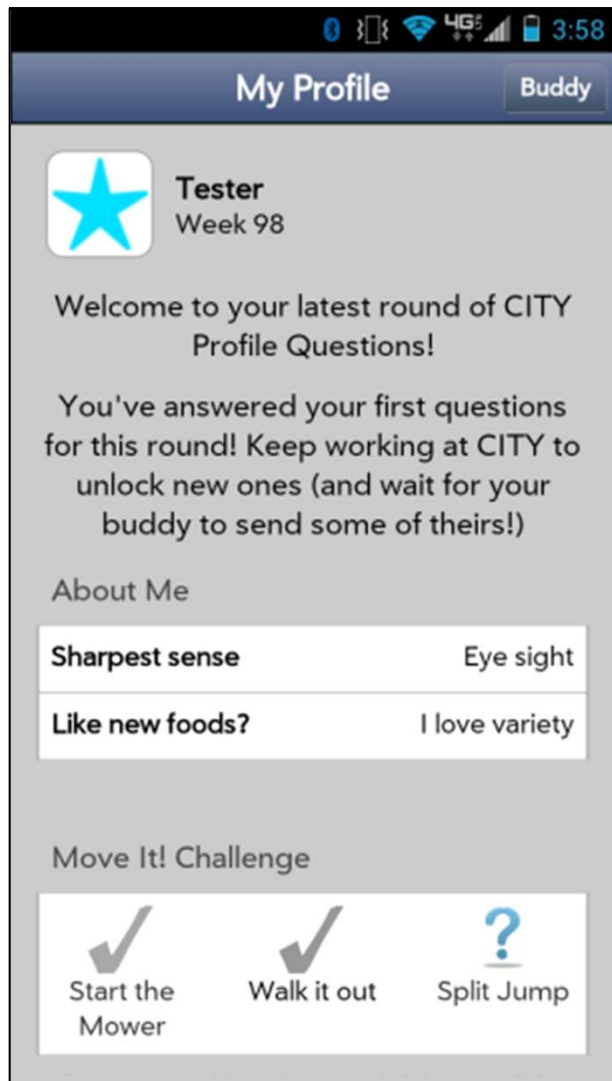 4G 3:58
My Profile
Buddy
Tester
Week 98
Welcome to your latest round of CITY
Profile Questions!
You've answered your first questions
for this round! Keep working at CITY to
unlock new ones (and wait for your
buddy to send some of theirs!)
About Me
Sharpest sense Eye sight
Like new foods? I love variety
Move It! Challenge
Start the
Mower
Walk it out
Split Jump
?